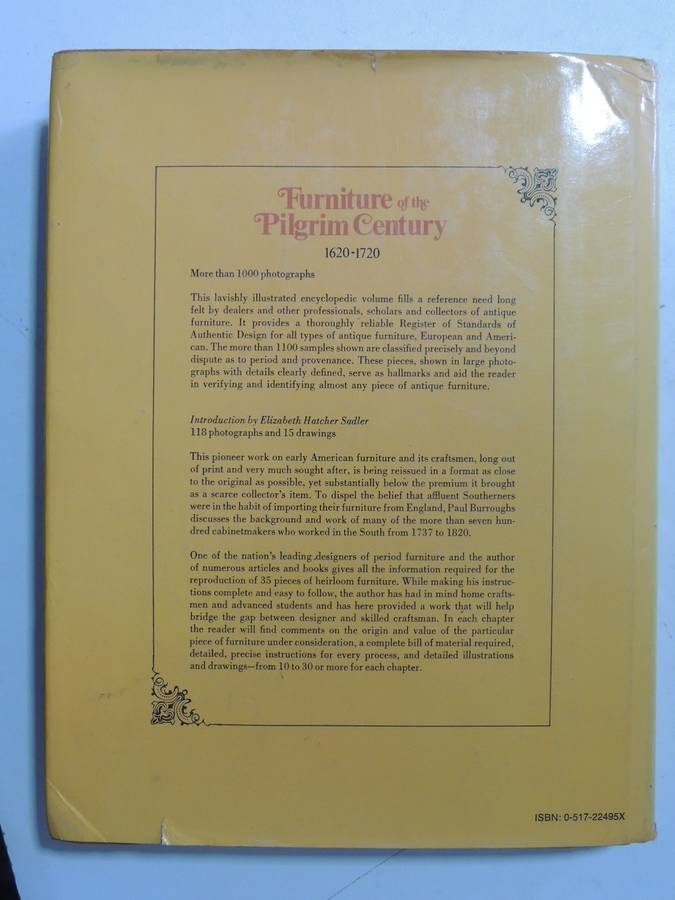 Furniture of the
Pilgrim Century
1620-1720
More than 1000 photographs
This lavishly illustrated encyclopedic volume fills a reference need long
felt by dealers and other professionals, scholars and collectors of antique
furniture. It provides a thoroughly reliable Register of Standards of
Authentic Design for all types of antique furniture, European and Ameri-
can. The more than 1100 samples shown are classified precisely and beyond
dispute as to period and provenance. These pieces, shown in large photo-
graphs with details clearly defined, serve as hallmarks and aid the reader
in verifying and identifying almost any piece of antique furniture.
Introduction by Elizabeth Hatcher Sadler
118 photographs and 15 drawings
This pioneer work on early American furniture and its craftsmen, long out
of print and very much sought after, is being reissued in a format as close
to the original as possible, yet substantially below the premium it brought
as a scarce collector's item. To dispel the belief that affluent Southerners
were in the habit of importing their furniture from England, Paul Burroughs
discusses the background and work of many of the more than seven hun-
dred cabinetmakers who worked in the South from 1737 to 1820.
One of the nation's leading designers of period furniture and the author
of numerous articles and books gives all the information required for the
reproduction of 35 pieces of heirloom furniture. While making his instruc-
tions complete and easy to follow, the author has had in mind home crafts-
men and advanced students and has here provided a work that will help
bridge the gap between designer and skilled craftsman. In each chapter
the reader will find comments on the origin and value of the particular
piece of furniture under consideration, a complete bill of material required,
detailed, precise instructions for every process, and detailed illustrations
and drawings—from 10 to 30 or more for each chapter.
ISBN: 0-517-22495X